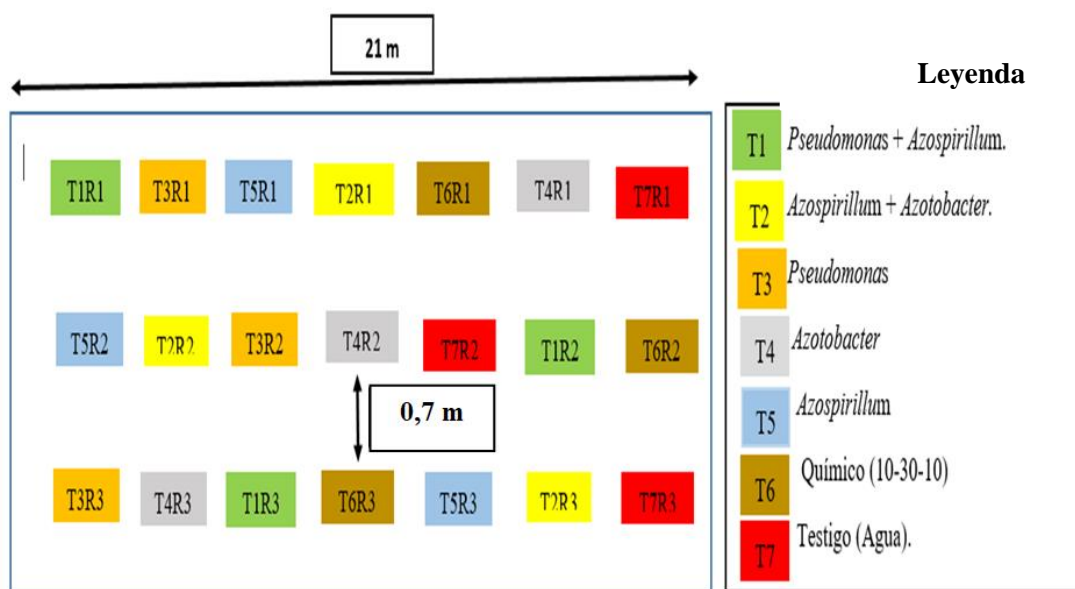 21 m
Leyenda
T1R1 T3R1 T5R1 T2R1 T6R1 T4R1 T7R1
T5R2 T2R2 T3R2 T4R2 T7R2 T1R2 T6R2
0,7 m
T3R3 T4R3 T1R3 T6R3 T5R3 T2R3 T7R3
T1 Pseudomonas + Azospirillum.
T2 Azospirillum + Azotobacter.
T3 Pseudomonas
T4 Azotobacter
T5 Azospirillum
T6 Químico (10-30-10)
T7 Testigo (Agua).